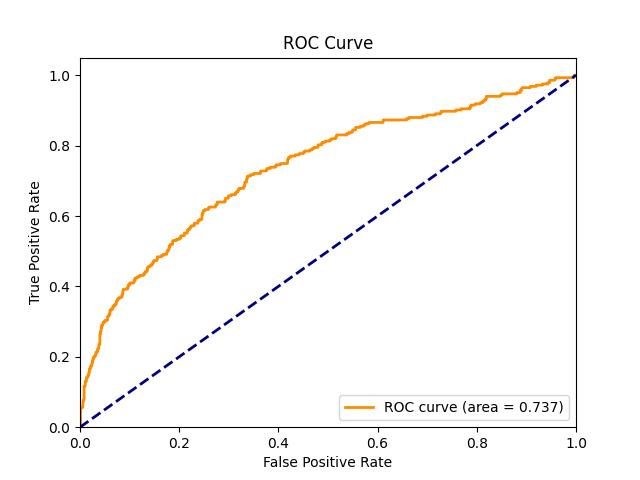 ROC Curve
1.0
0.8
0.6
0.4
0.2
0.0
True Positive Rate
ROC curve (area = 0.737)
0.0 0.2 0.4 0.6 0.8 1.0
False Positive Rate